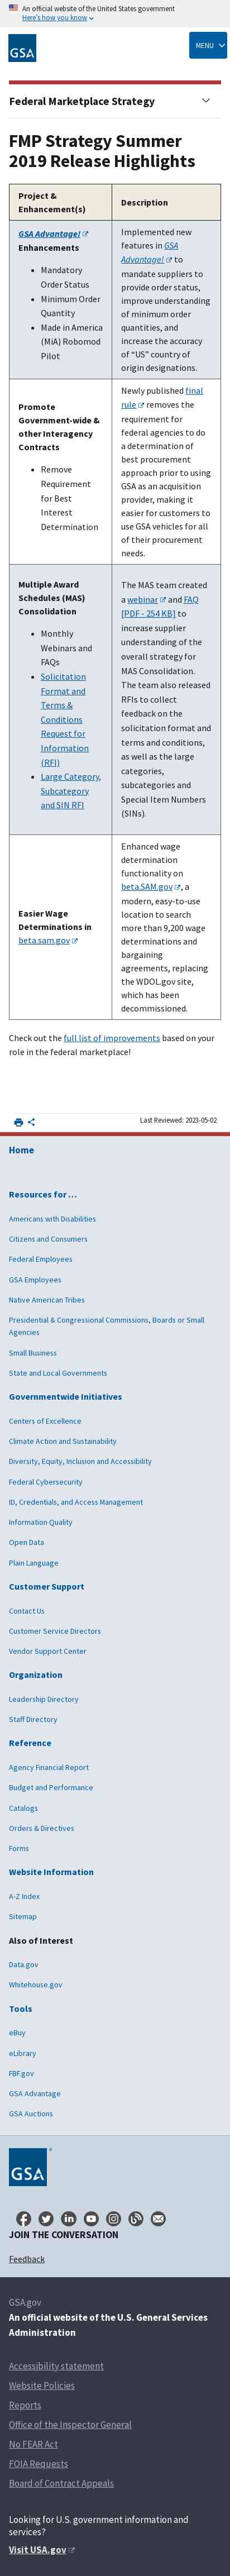 An official website of the United States government
Here's how you know
GSA
MENU
Federal Marketplace Strategy
FMP Strategy Summer
2019 Release Highlights
Project &
Enhancement(s)
Description
GSA Advantage!
Enhancements
Mandatory
Order Status
Minimum Order
Quantity
Made in America
(MiA) Robomod
Pilot
Implemented new
features in GSA
Advantage! to
mandate suppliers to
provide order status,
improve understanding
of minimum order
quantities, and
increase the accuracy
of “US” country of
origin designations.
Promote
Government-wide &
other Interagency
Contracts
Remove
Requirement
for Best
Interest
Determination
Newly published final
rule removes the
requirement for
federal agencies to do
a determination of
best procurement
approach prior to using
GSA as an acquisition
provider, making it
easier for customers to
use GSA vehicles for all
of their procurement
needs.
Multiple Award
Schedules (MAS)
Consolidation
Monthly
Webinars and
FAQs
Solicitation
Format and
Terms &
Conditions
Request for
Information
(RFI)
Large Category,
Subcategory
and SIN RFI
The MAS team created
a webinar and FAQ
[PDF - 254 KB] to
increase supplier
understanding of the
overall strategy for
MAS Consolidation.
The team also released
RFIs to collect
feedback on the
solicitation format and
terms and conditions,
as well as the large
categories,
subcategories and
Special Item Numbers
(SINs).
Easier Wage
Determinations in
beta.sam.gov
Enhanced wage
determination
functionality on
beta.SAM.gov, a
modern, easy-to-use
location to search
more than 9,200 wage
determinations and
bargaining
agreements, replacing
the WDOL.gov site,
which has been
decommissioned.
Check out the full list of improvements based on your
role in the federal marketplace!
Last Reviewed: 2023-05-02
Home
Resources for …
Americans with Disabilities
Citizens and Consumers
Federal Employees
GSA Employees
Native American Tribes
Presidential & Congressional Commissions, Boards or Small
Agencies
Small Business
State and Local Governments
Governmentwide Initiatives
Centers of Excellence
Climate Action and Sustainability
Diversity, Equity, Inclusion and Accessibility
Federal Cybersecurity
ID, Credentials, and Access Management
Information Quality
Open Data
Plain Language
Customer Support
Contact Us
Customer Service Directors
Vendor Support Center
Organization
Leadership Directory
Staff Directory
Reference
Agency Financial Report
Budget and Performance
Catalogs
Orders & Directives
Forms
Website Information
A-Z Index
Sitemap
Also of Interest
Data.gov
Whitehouse.gov
Tools
eBuy
eLibrary
FBF.gov
GSA Advantage
GSA Auctions
GSA
JOIN THE CONVERSATION
Feedback
GSA.gov
An official website of the U.S. General Services
Administration
Accessibility statement
Website Policies
Reports
Office of the Inspector General
No FEAR Act
FOIA Requests
Board of Contract Appeals
Looking for U.S. government information and
services?
Visit USA.gov